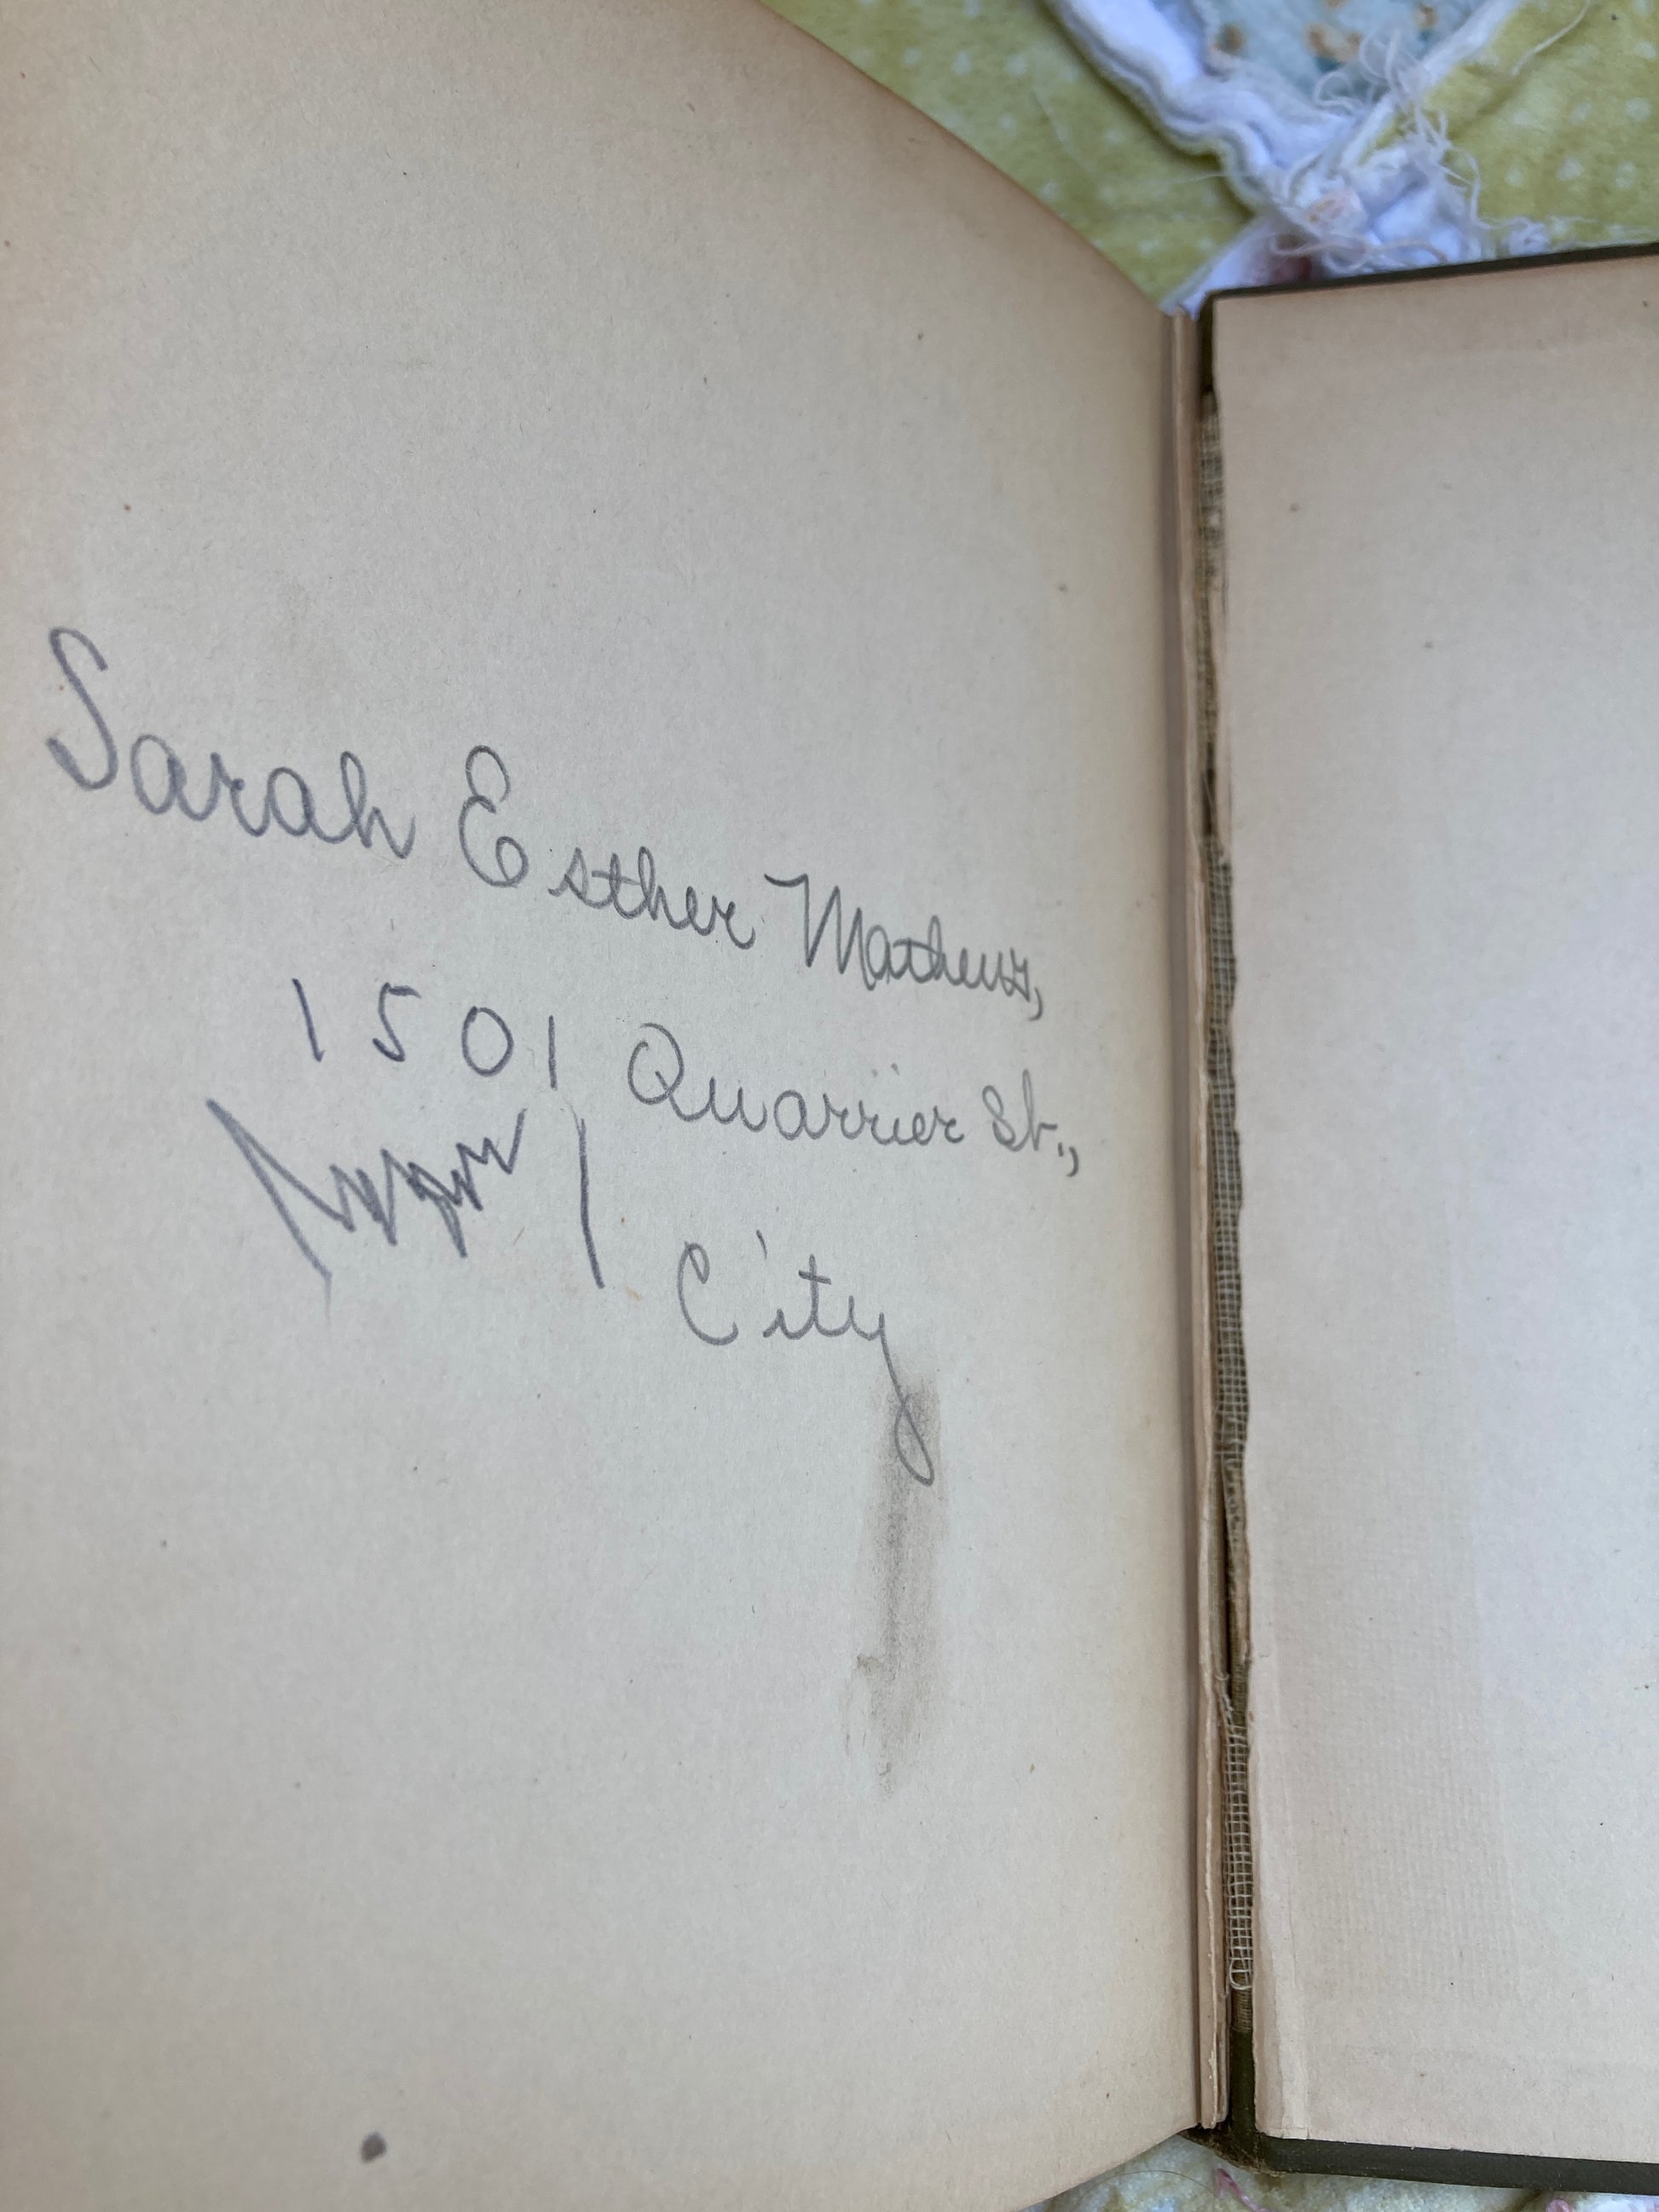 Sarah Esther Mathews,
1501 Quarrier St.,
City